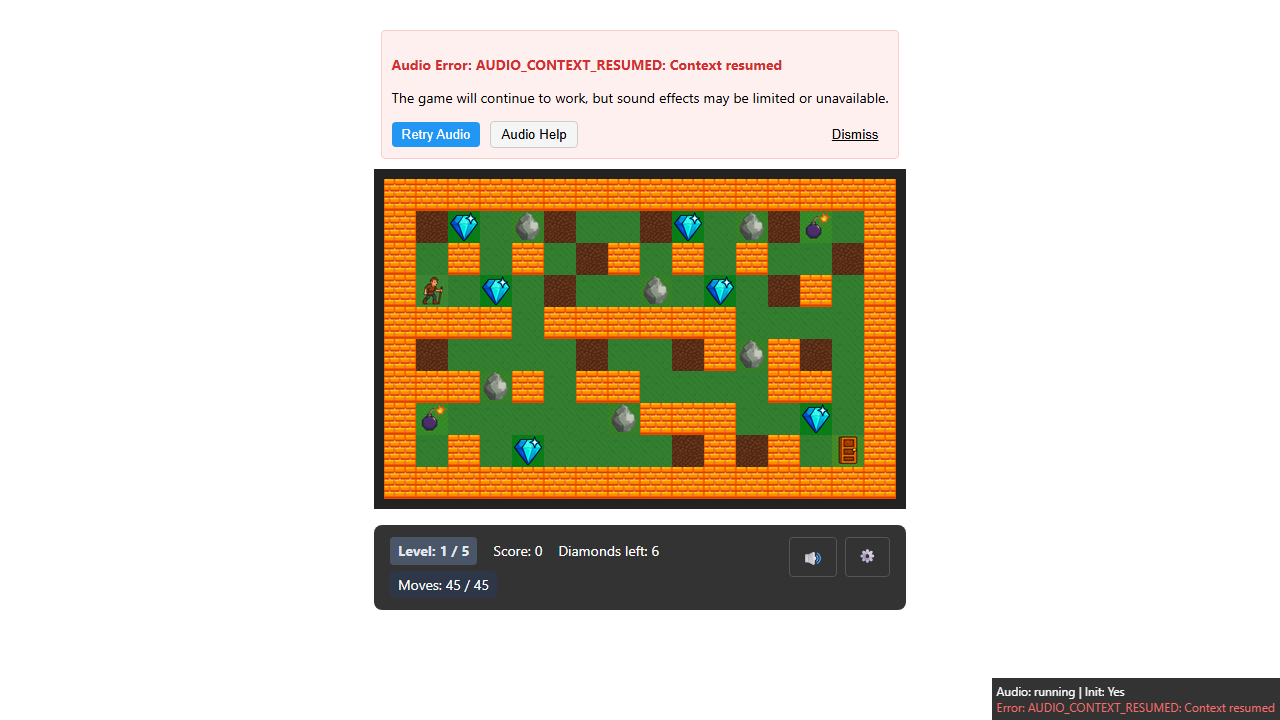 Audio Error: AUDIO_CONTEXT_RESUMED: Context resumed
The game will continue to work, but sound effects may be limited or unavailable.
Retry Audio Audio Help Dismiss
Level: 1 / 5 Score: 0 Diamonds left: 6
Moves: 45 / 45
Audio: running | Init: Yes
Error: AUDIO_CONTEXT_RESUMED: Context resumed